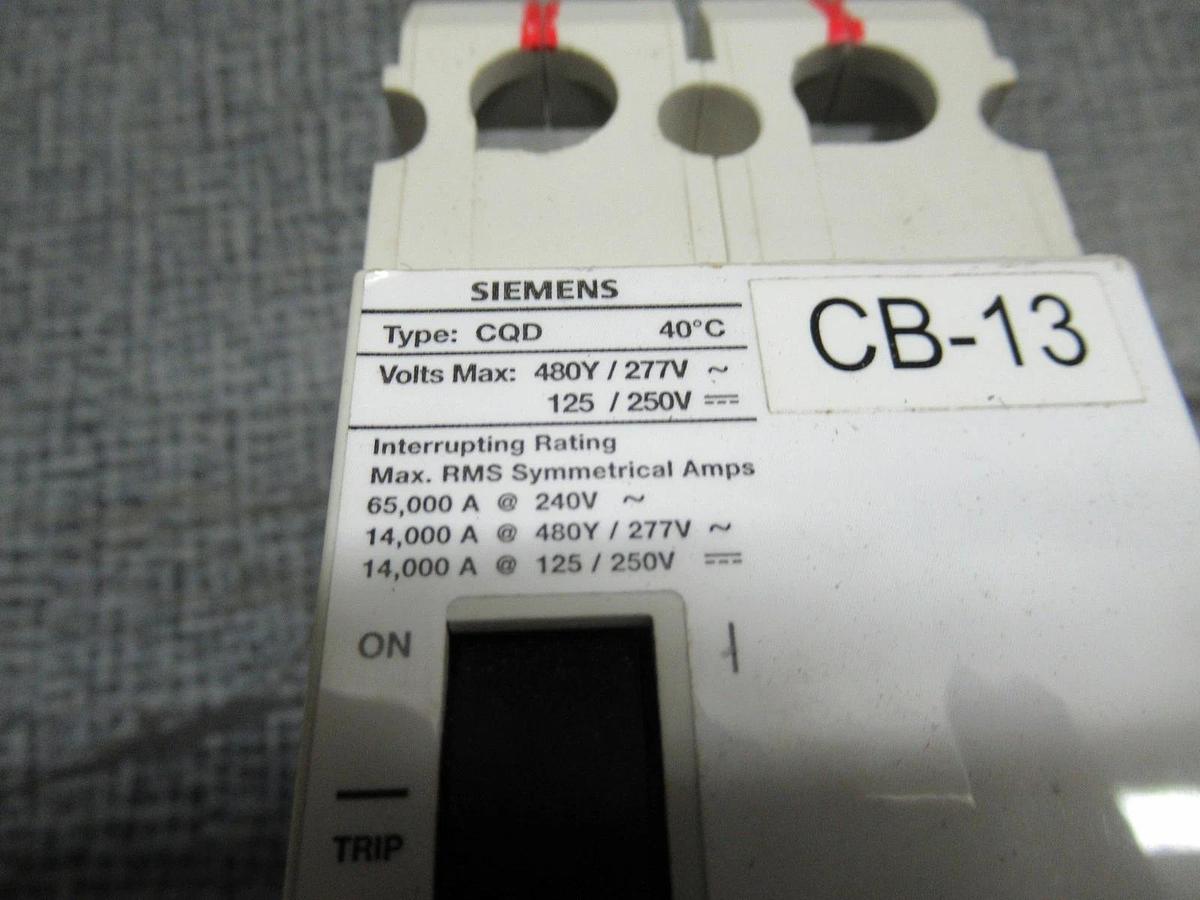 SIEMENS
Type: CQD 40°C
CB-13
Volts Max: 480Y / 277V ~
125 / 250V ⎓
Interrupting Rating
Max. RMS Symmetrical Amps
65,000 A @ 240V ~
14,000 A @ 480Y / 277V ~
14,000 A @ 125 / 250V ⎓
ON
TRIP